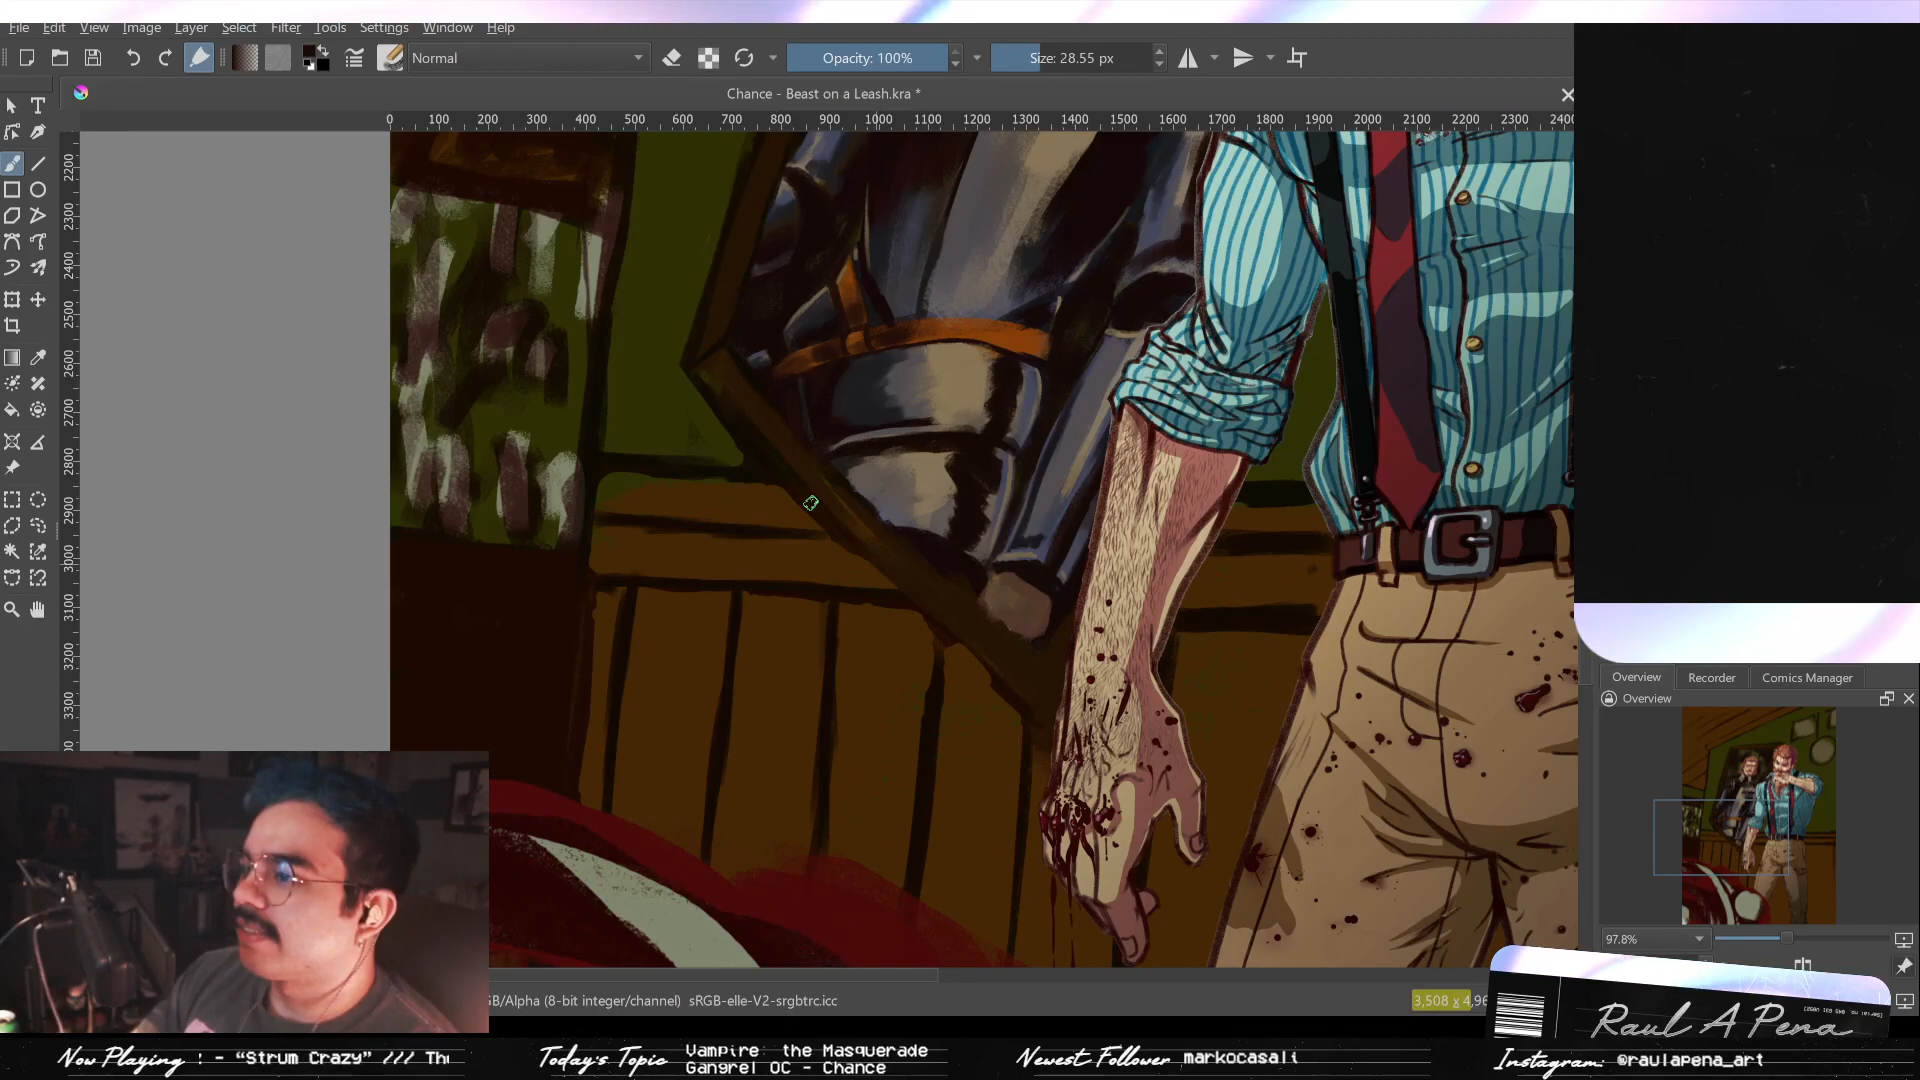 File Edit View Image Layer Select Filter Tools Settings Window Help
Normal
Opacity: 100%
Size: 28.55 px
Chance - Beast on a Leash.kra *
0 100 200 300 400 500 600 700 800 900 1000 1100 1200 1300 1400 1500 1600 1700 1800 1900 2000 2100 2200 2300 2400
2200
2300
2400
2500
2600
2700
2800
2900
3000
3100
3200
3300
Overview Recorder Comics Manager
Overview
97.8%
GB/Alpha (8-bit integer/channel) sRGB-elle-V2-srgbtrc.icc
3,508 x 4,96
Raul A Pena
Now Playing : - "Strum Crazy" /// Th
Today's Topic Vampire: the Masquerade
Gangrel OC - Chance
Newest Follower markocasali
Instagram: @raulapena_art